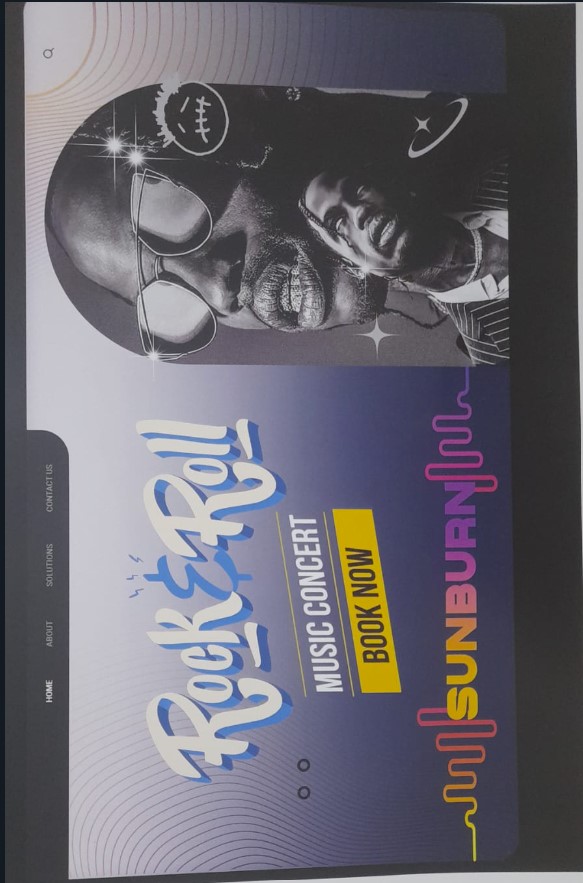 HOME ABOUT SOLUTIONS CONTACT US
Rock & Roll
MUSIC CONCERT
BOOK NOW
SUNBURN